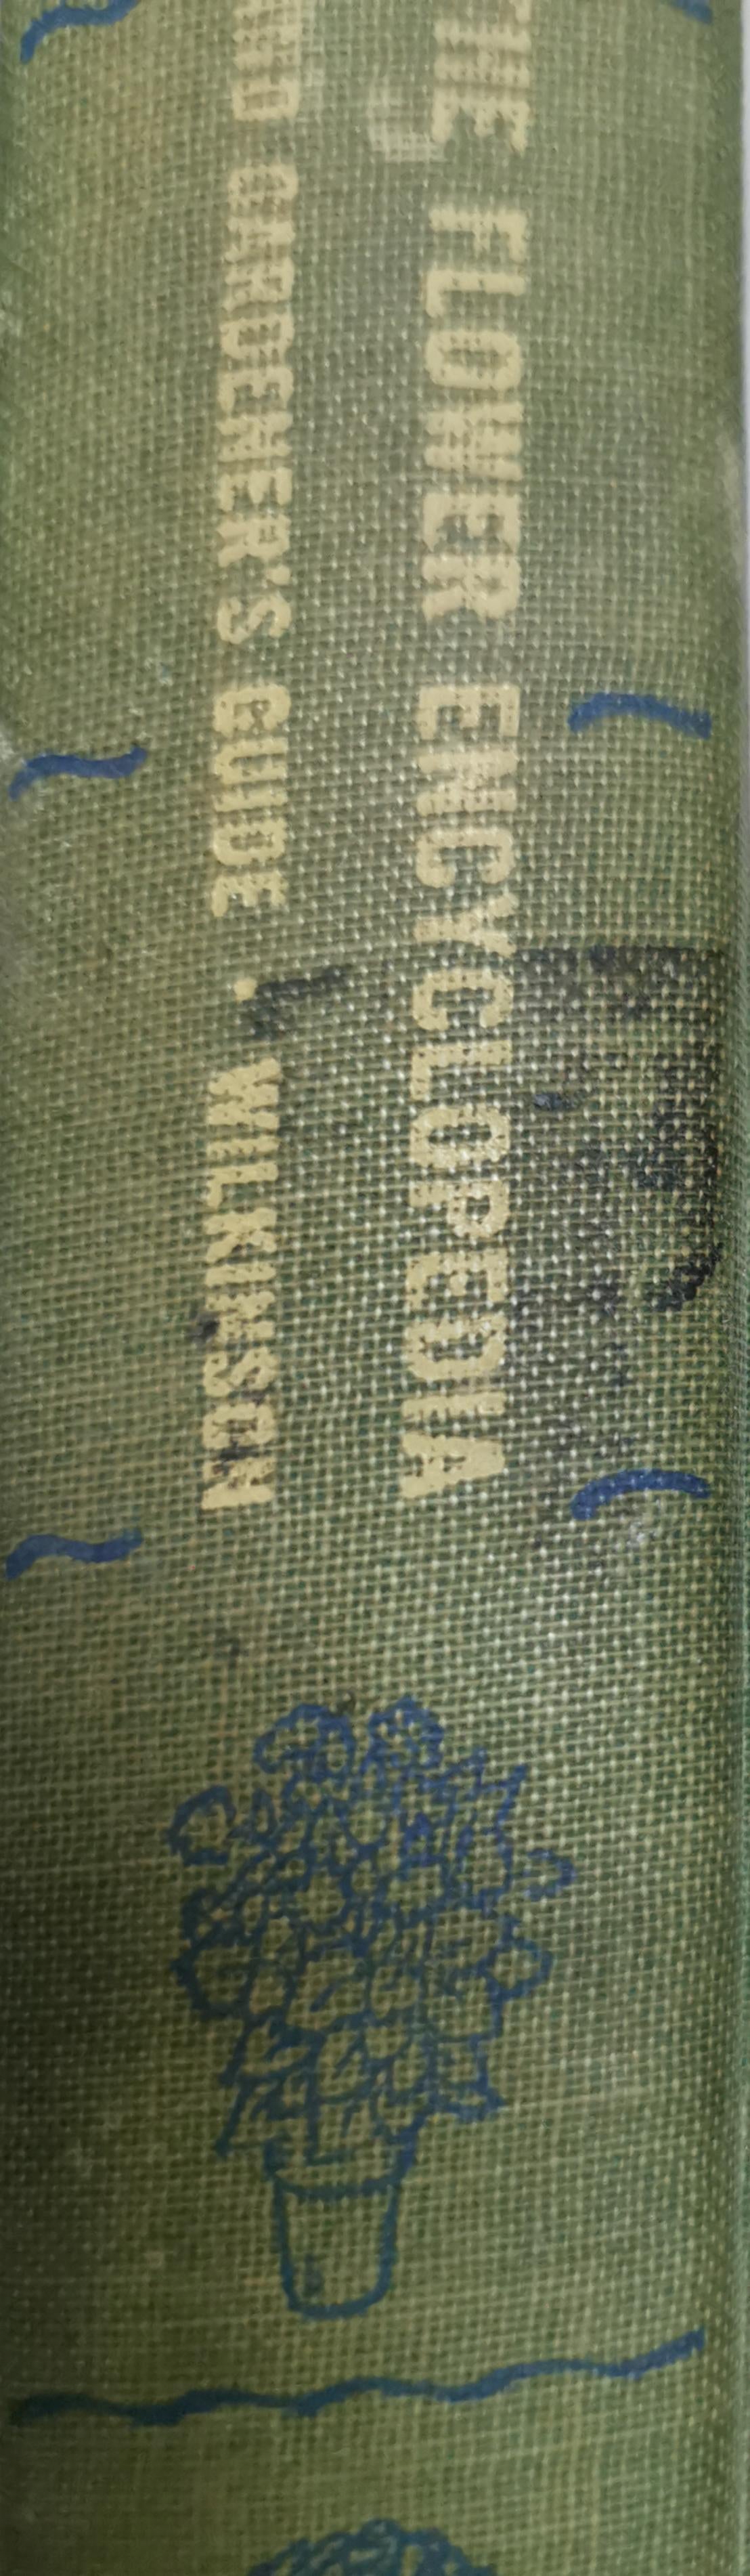 THE FLOWER ENCYCLOPEDIA
AND GARDENER'S GUIDE . WILKINSON